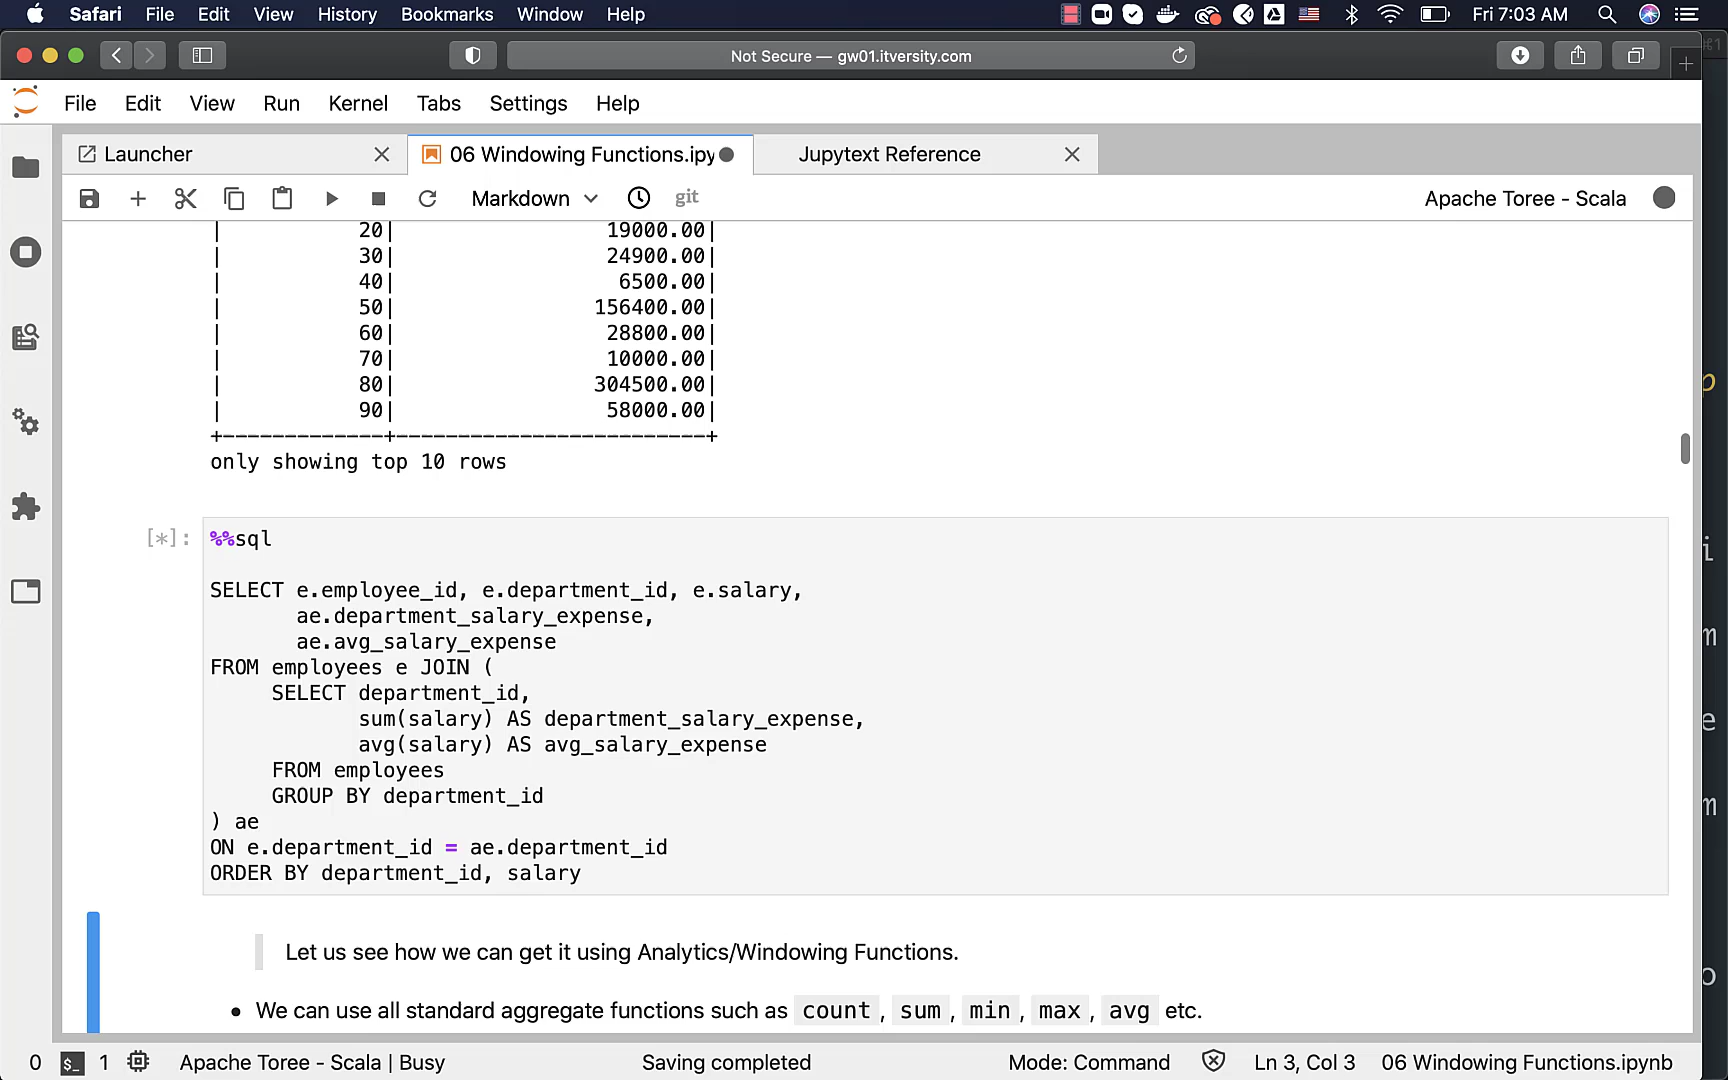 Safari File Edit View History Bookmarks Window Help Fri 7:03 AM
Not Secure — gw01.itversity.com
File Edit View Run Kernel Tabs Settings Help
Launcher 06 Windowing Functions.ipy Jupytext Reference
Markdown git Apache Toree - Scala
| 20| 19000.00|
| 30| 24900.00|
| 40| 6500.00|
| 50| 156400.00|
| 60| 28800.00|
| 70| 10000.00|
| 80| 304500.00|
| 90| 58000.00|
+-------------+-------------------------+
only showing top 10 rows
[*]: %%sql
SELECT e.employee_id, e.department_id, e.salary,
ae.department_salary_expense,
ae.avg_salary_expense
FROM employees e JOIN (
SELECT department_id,
sum(salary) AS department_salary_expense,
avg(salary) AS avg_salary_expense
FROM employees
GROUP BY department_id
) ae
ON e.department_id = ae.department_id
ORDER BY department_id, salary
Let us see how we can get it using Analytics/Windowing Functions.
• We can use all standard aggregate functions such as count, sum, min, max, avg etc.
0 $_ 1 Apache Toree - Scala | Busy Saving completed Mode: Command Ln 3, Col 3 06 Windowing Functions.ipynb